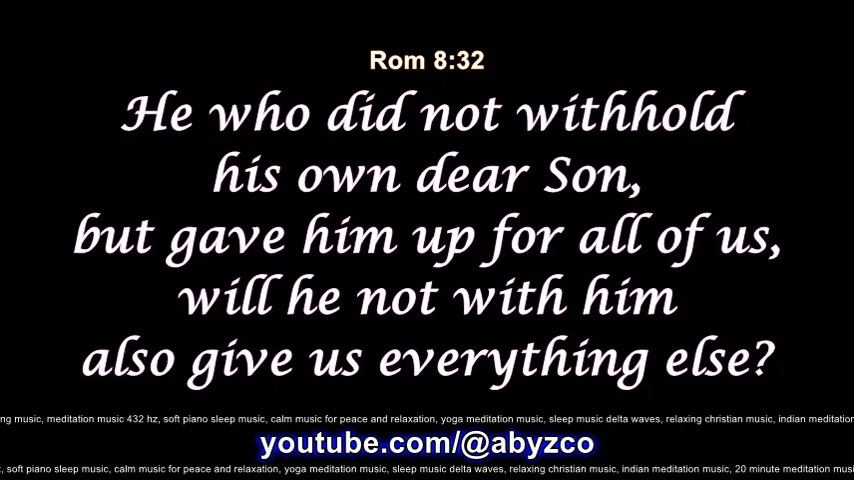 Rom 8:32
He who did not withhold
his own dear Son,
but gave him up for all of us,
will he not with him
also give us everything else?
ng music, meditation music 432 hz, soft piano sleep music, calm music for peace and relaxation, yoga meditation music, sleep music delta waves, relaxing christian music, indian meditation
youtube.com/@abyzco
, soft piano sleep music, calm music for peace and relaxation, yoga meditation music, sleep music delta waves, relaxing christian music, indian meditation music, 20 minute meditation musi